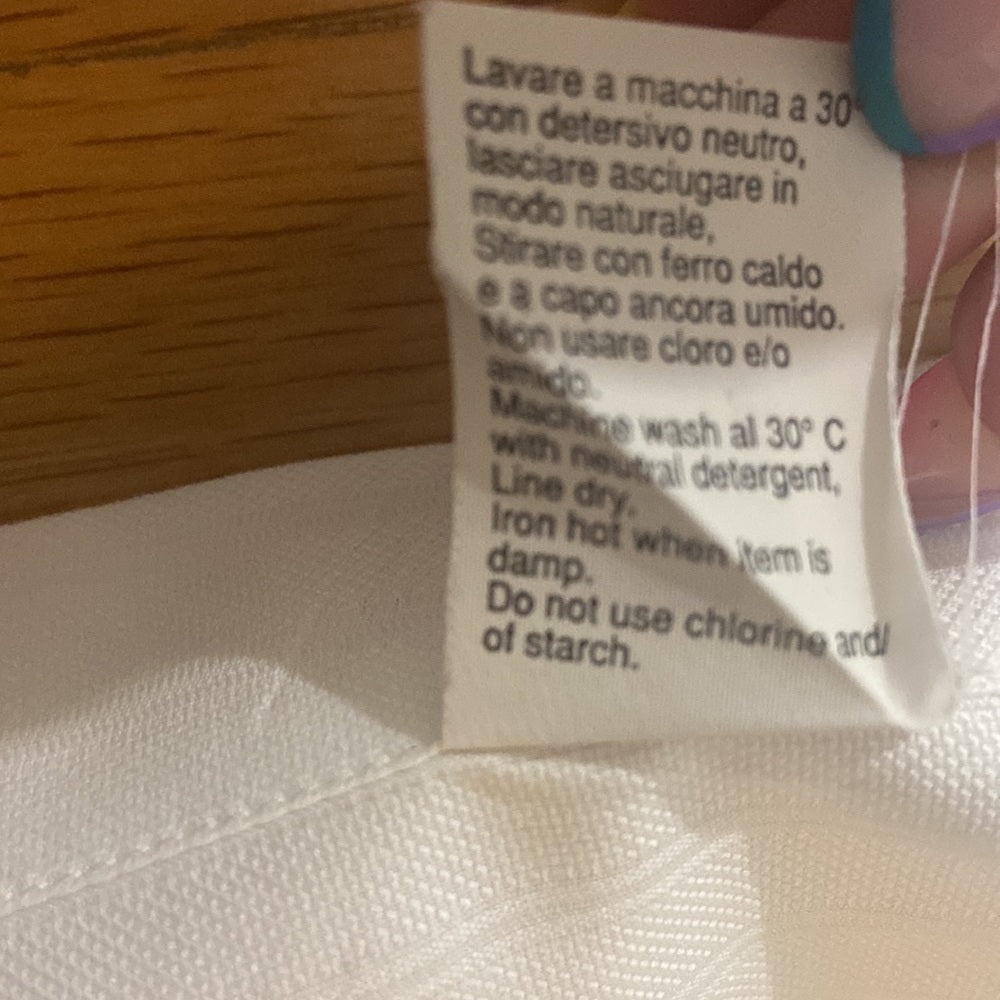 Lavare a macchina a 30°
con detersivo neutro,
lasciare asciugare in
modo naturale,
Stirare con ferro caldo
e a capo ancora umido.
Non usare cloro e/o
amido.
Machine wash al 30° C
with neutral detergent,
Line dry.
Iron hot when item is
damp.
Do not use chlorine and/
of starch.